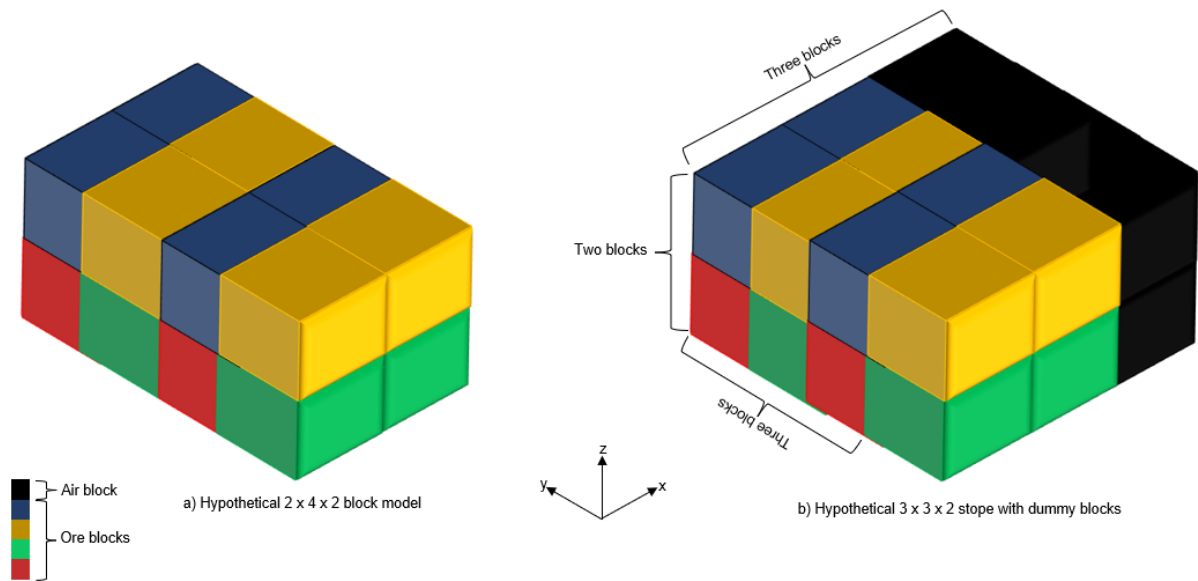 Three blocks
Two blocks
Three blocks
z
y
x
Air block
Ore blocks
a) Hypothetical 2 x 4 x 2 block model
b) Hypothetical 3 x 3 x 2 stope with dummy blocks